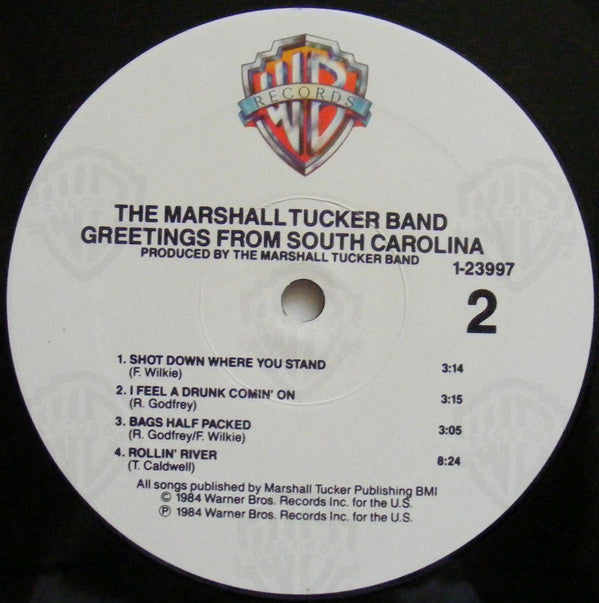 WB
RECORDS
THE MARSHALL TUCKER BAND
GREETINGS FROM SOUTH CAROLINA
PRODUCED BY THE MARSHALL TUCKER BAND
1-23997
2
1. SHOT DOWN WHERE YOU STAND 3:14
(F. Wilkie)
2. I FEEL A DRUNK COMIN' ON 3:15
(R. Godfrey)
3. BAGS HALF PACKED 3:05
(R. Godfrey/F. Wilkie)
4. ROLLIN' RIVER 8:24
(T. Caldwell)
All songs published by Marshall Tucker Publishing BMI
© 1984 Warner Bros. Records Inc. for the U.S.
℗ 1984 Warner Bros. Records Inc. for the U.S.